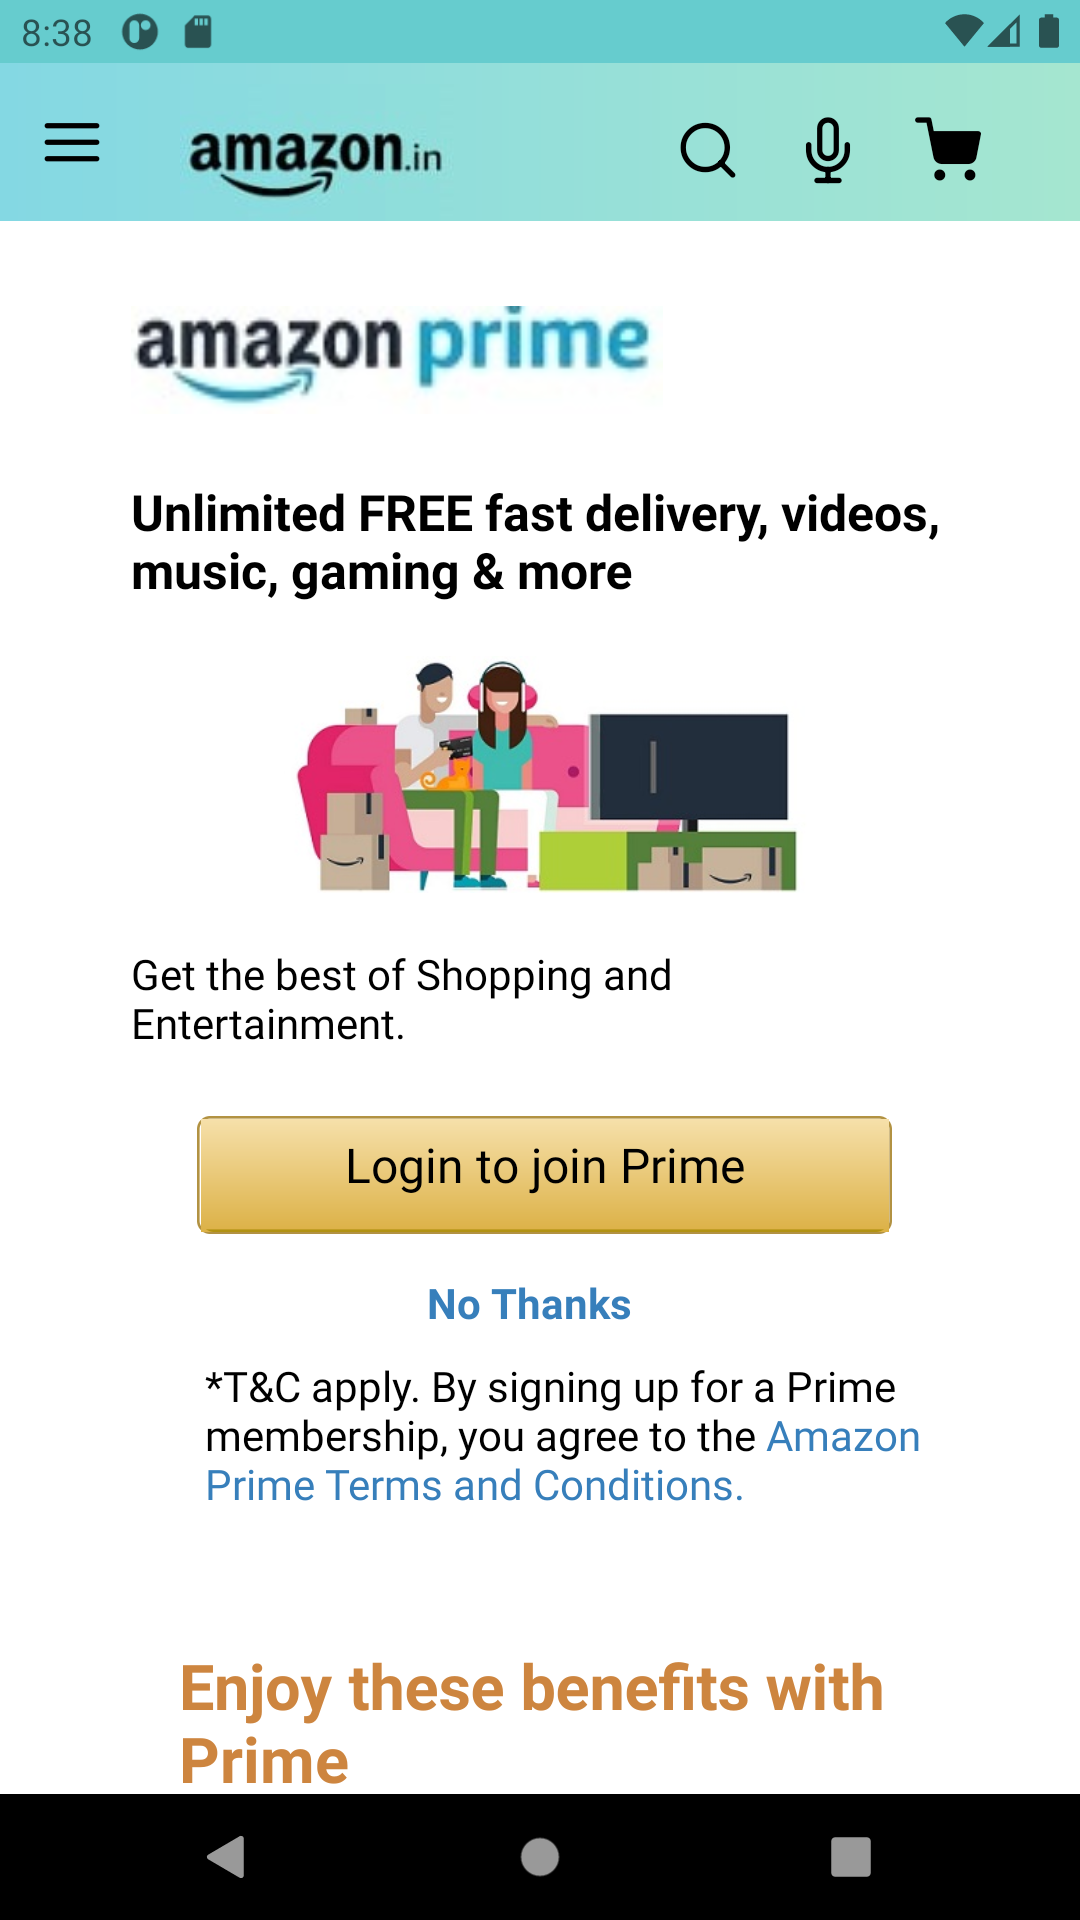 8:38
amazon.in
amazon prime
Unlimited FREE fast delivery, videos,
music, gaming & more
Get the best of Shopping and
Entertainment.
Login to join Prime
No Thanks
*T&C apply. By signing up for a Prime
membership, you agree to the Amazon
Prime Terms and Conditions.
Enjoy these benefits with
Prime